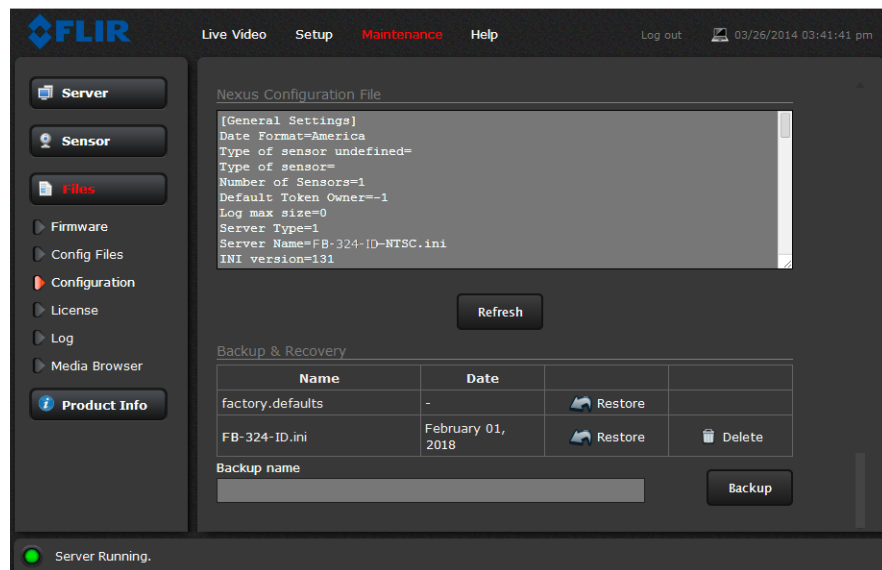 FLIR
Live Video Setup Maintenance Help Log out 03/26/2014 03:41:41 pm
Server
Sensor
Files
Firmware
Config Files
Configuration
License
Log
Media Browser
Product Info
Nexus Configuration File
[General Settings]
Date Format=America
Type of sensor undefined=
Type of sensor=
Number of Sensors=1
Default Token Owner=-1
Log max size=0
Server Type=1
Server Name=FB-324-ID-NTSC.ini
INI version=131
Refresh
Backup & Recovery
Name Date
factory.defaults - Restore
FB-324-ID.ini February 01, 2018 Restore Delete
Backup name
Backup
Server Running.